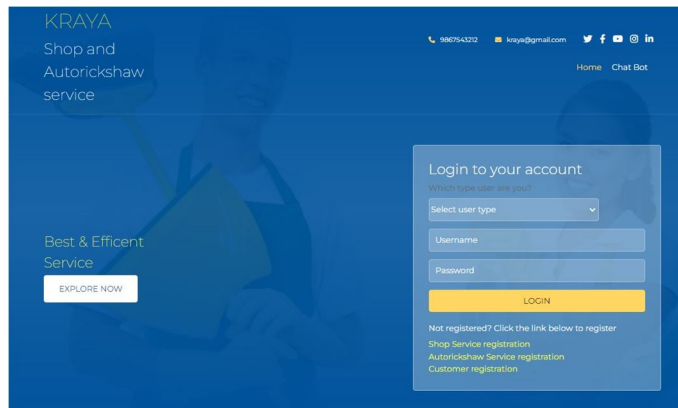 KRAYA
Shop and
Autorickshaw
service
9867543212 kraya@gmail.com
Home Chat Bot
Login to your account
Which type user are you?
Select user type
Username
Password
LOGIN
Not registered? Click the link below to register
Shop Service registration
Autorickshaw Service registration
Customer registration
Best & Efficent
Service
EXPLORE NOW